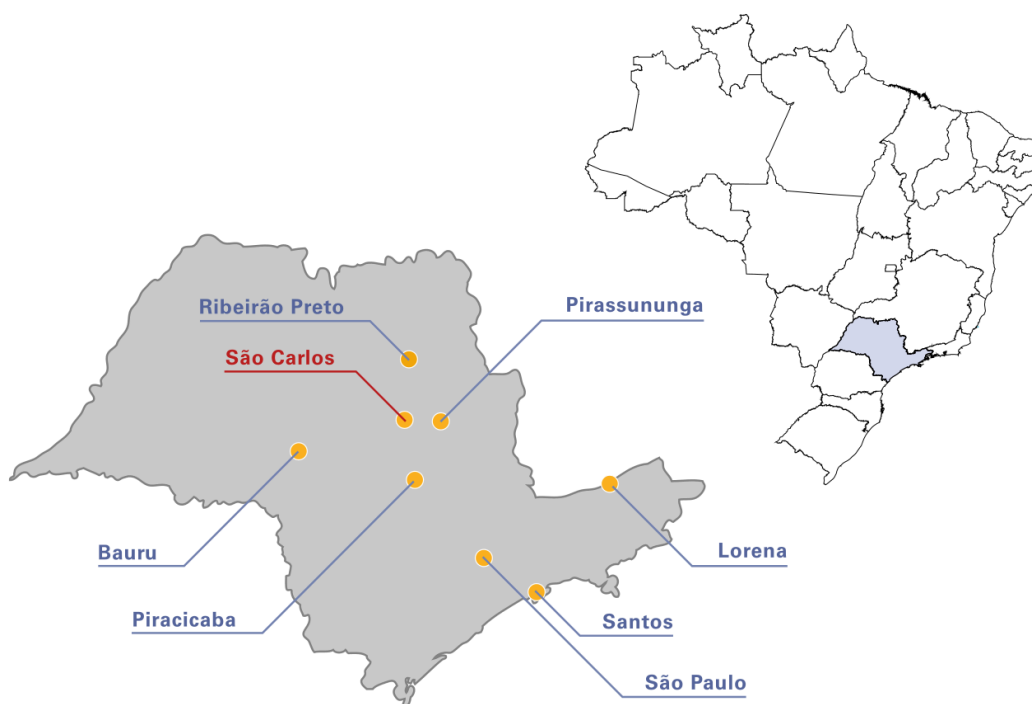 Ribeirão Preto
Pirassununga
São Carlos
Bauru
Lorena
Piracicaba
Santos
São Paulo